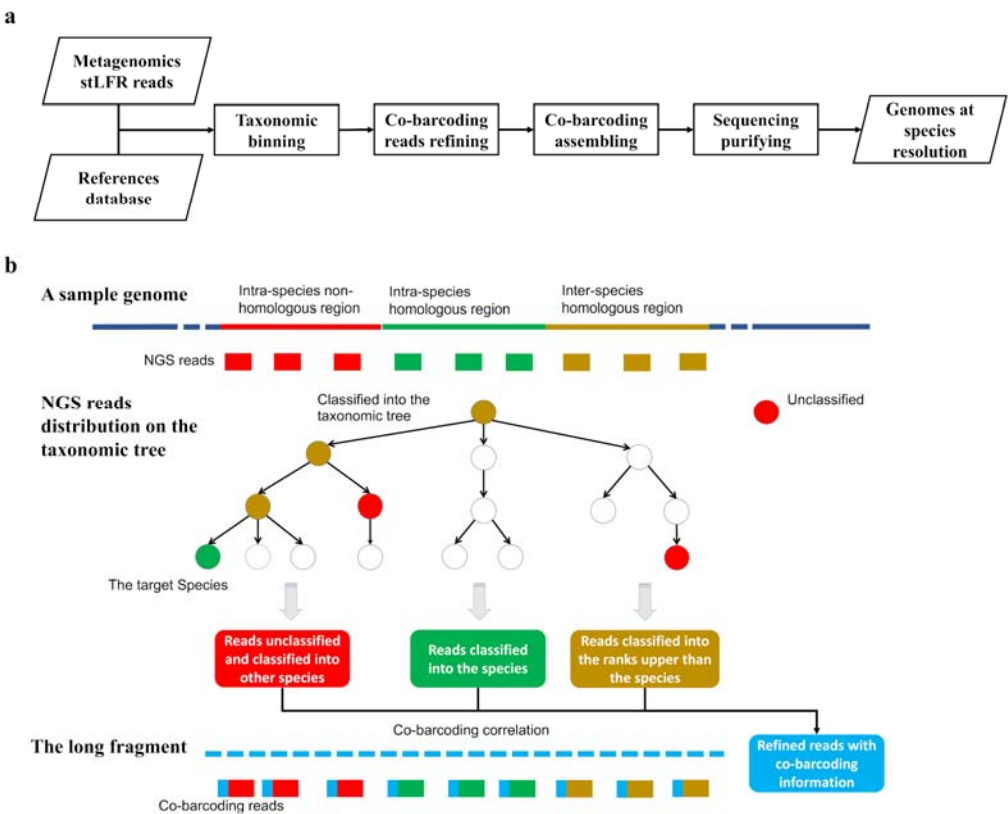 a
Metagenomics
stLFR reads
References
database
Taxonomic
binning
Co-barcoding
reads refining
Co-barcoding
assembling
Sequencing
purifying
Genomes at
species
resolution
b
A sample genome
Intra-species non-
homologous region
Intra-species
homologous region
Inter-species
homologous region
NGS reads
NGS reads
distribution on the
taxonomic tree
Classified into the
taxonomic tree
Unclassified
The target Species
Reads unclassified
and classified into
other species
Reads classified
into the species
Reads classified into
the ranks upper than
the species
Co-barcoding correlation
The long fragment
Refined reads with
co-barcoding
information
Co-barcoding reads